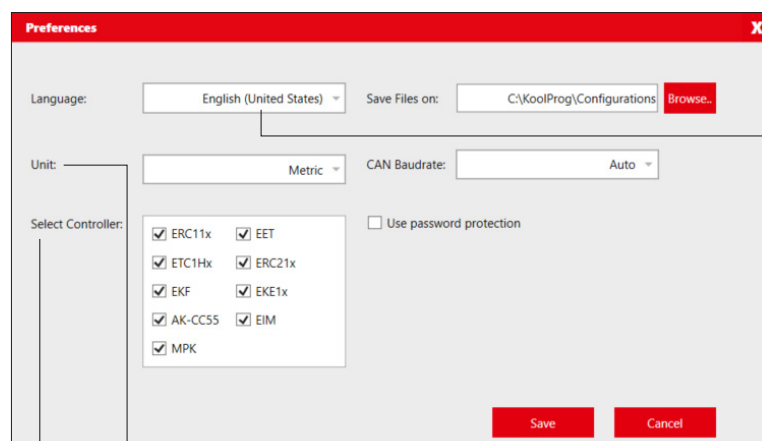 Preferences X
Language: English (United States) Save Files on: C:\KoolProg\Configurations Browse..
Unit: Metric CAN Baudrate: Auto
Select Controller: Use password protection
ERC11x EET
ETC1Hx ERC21x
EKF EKE1x
AK-CC55 EIM
MPK
Save Cancel